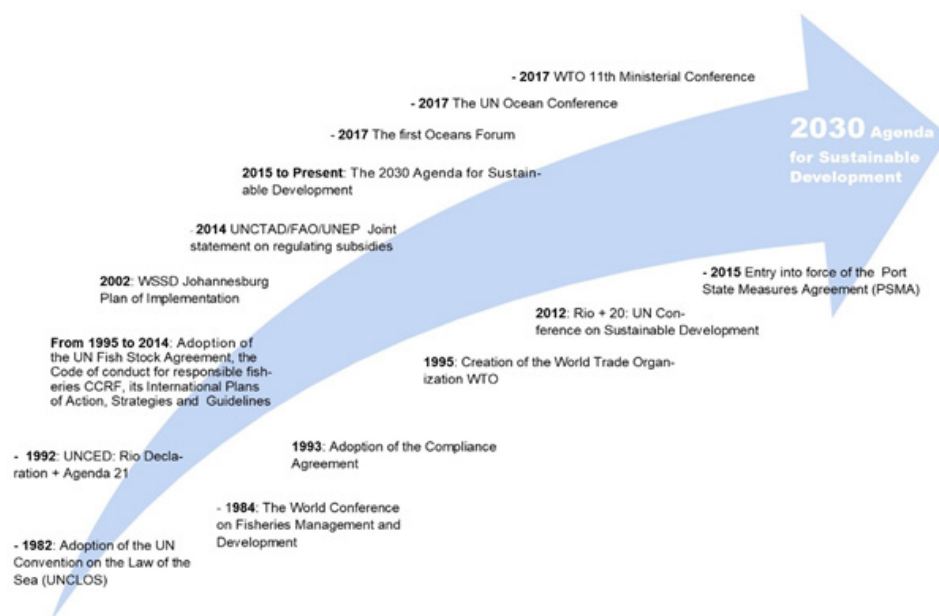 - 2017 WTO 11th Ministerial Conference
- 2017 The UN Ocean Conference
- 2017 The first Oceans Forum
2030 Agenda
for Sustainable
Development
2015 to Present: The 2030 Agenda for Sustain-
able Development
- 2014 UNCTAD/FAO/UNEP Joint
statement on regulating subsidies
2002: WSSD Johannesburg
Plan of Implementation
- 2015 Entry into force of the Port
State Measures Agreement (PSMA)
2012: Rio + 20: UN Con-
ference on Sustainable Development
From 1995 to 2014: Adoption of
the UN Fish Stock Agreement, the
Code of conduct for responsible fish-
eries CCRF, its International Plans
of Action, Strategies and Guidelines
1995: Creation of the World Trade Organ-
ization WTO
- 1992: UNCED: Rio Decla-
ration + Agenda 21
1993: Adoption of the Compliance
Agreement
- 1984: The World Conference
on Fisheries Management and
Development
- 1982: Adoption of the UN
Convention on the Law of the
Sea (UNCLOS)